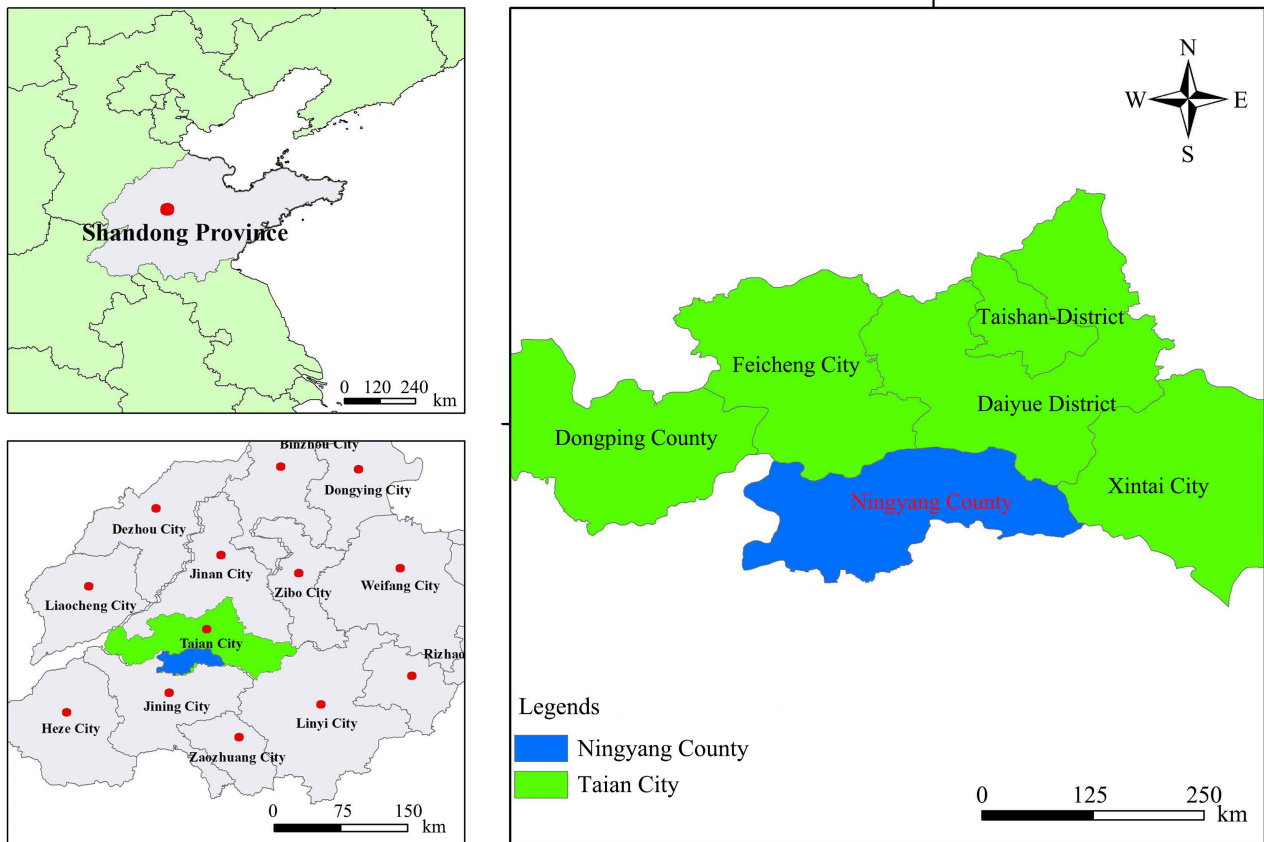 Shandong Province
0 120 240
km
Binzhou City
Dongying City
Dezhou City
Jinan City
Zibo City
Weifang City
Liaocheng City
Taian City
Rizhao
Jining City
Linyi City
Heze City
Zaozhuang City
0 75 150
km
N
W E
S
Taishan-District
Feicheng City
Daiyue District
Dongping County
Xintai City
Ningyang County
Legends
Ningyang County
Taian City
0 125 250
km